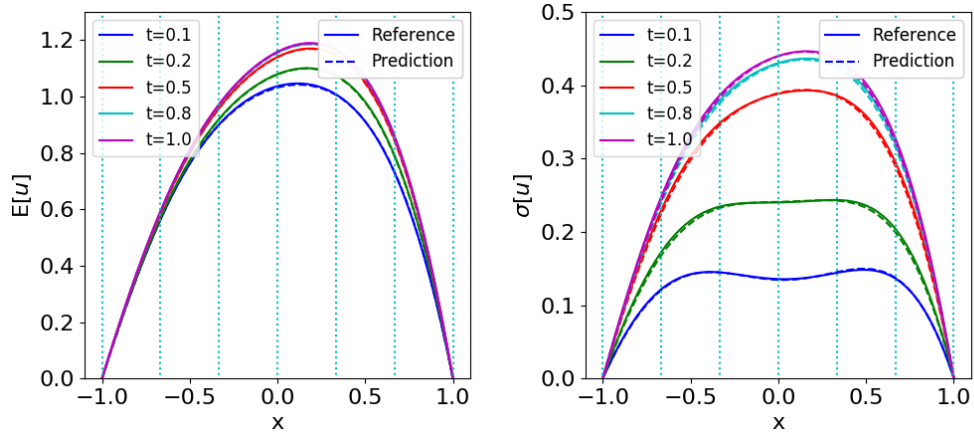 t=0.1
t=0.2
t=0.5
t=0.8
t=1.0
Reference
Prediction
1.2
1.0
0.8
0.6
0.4
0.2
0.0
E[u]
−1.0 −0.5 0.0 0.5 1.0
x
t=0.1
t=0.2
t=0.5
t=0.8
t=1.0
Reference
Prediction
0.5
0.4
0.3
0.2
0.1
0.0
σ[u]
−1.0 −0.5 0.0 0.5 1.0
x